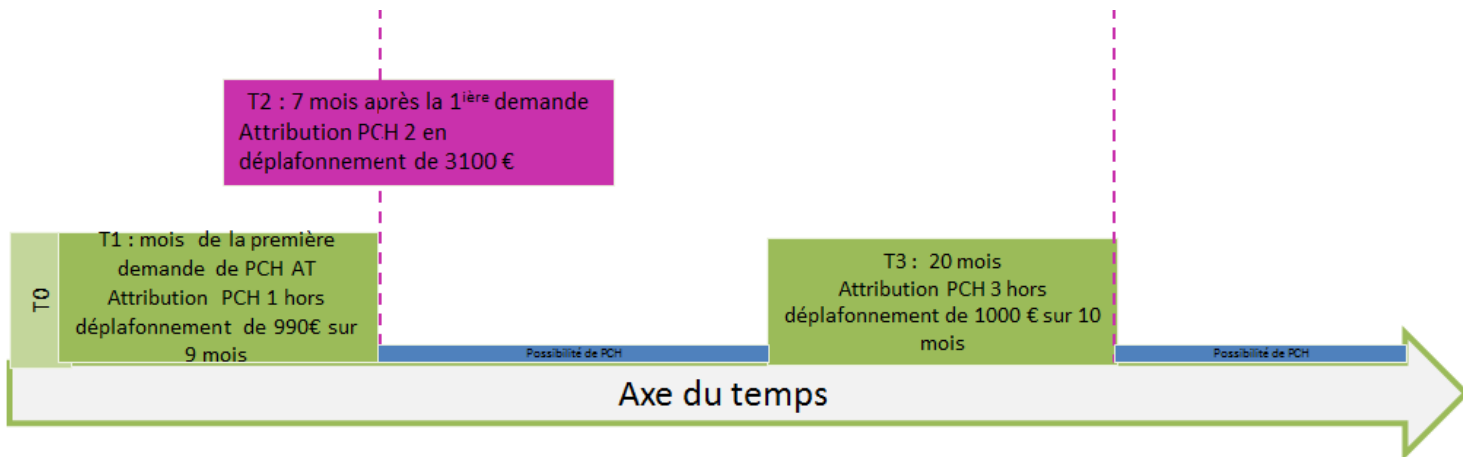 T2 : 7 mois après la 1ière demande
Attribution PCH 2 en
déplafonnement de 3100 €
T0
T1 : mois de la première
demande de PCH AT
Attribution PCH 1 hors
déplafonnement de 990€ sur
9 mois
Possibilité de PCH
T3 : 20 mois
Attribution PCH 3 hors
déplafonnement de 1000 € sur 10
mois
Possibilité de PCH
Axe du temps